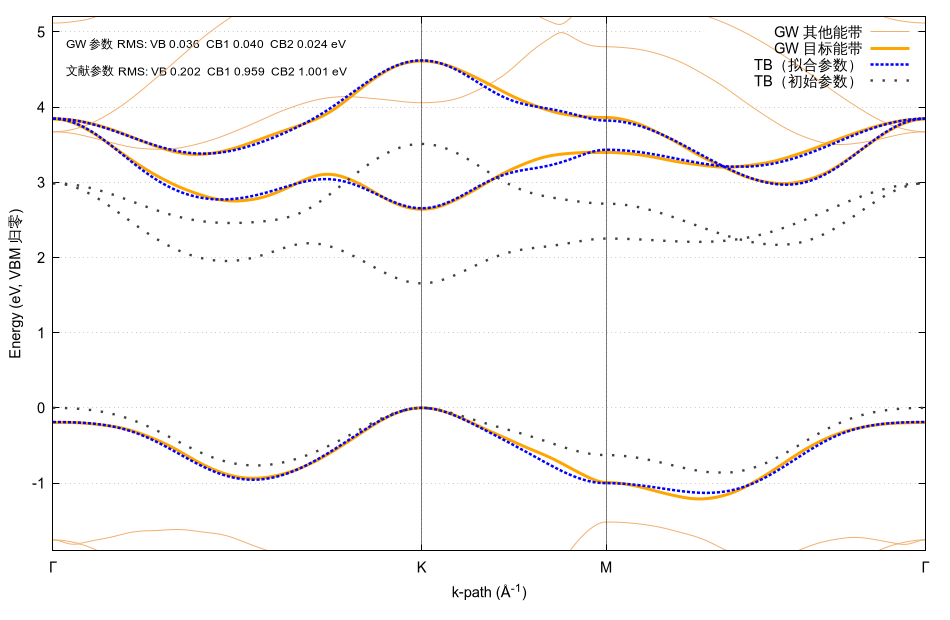 GW 参数 RMS: VB 0.036 CB1 0.040 CB2 0.024 eV
文献参数 RMS: VB 0.202 CB1 0.959 CB2 1.001 eV
GW 其他能带
GW 目标能带
TB（拟合参数）
TB（初始参数）
5
4
3
2
1
0
-1
Energy (eV, VBM 归零)
Γ K M Γ
k-path (Å-1)